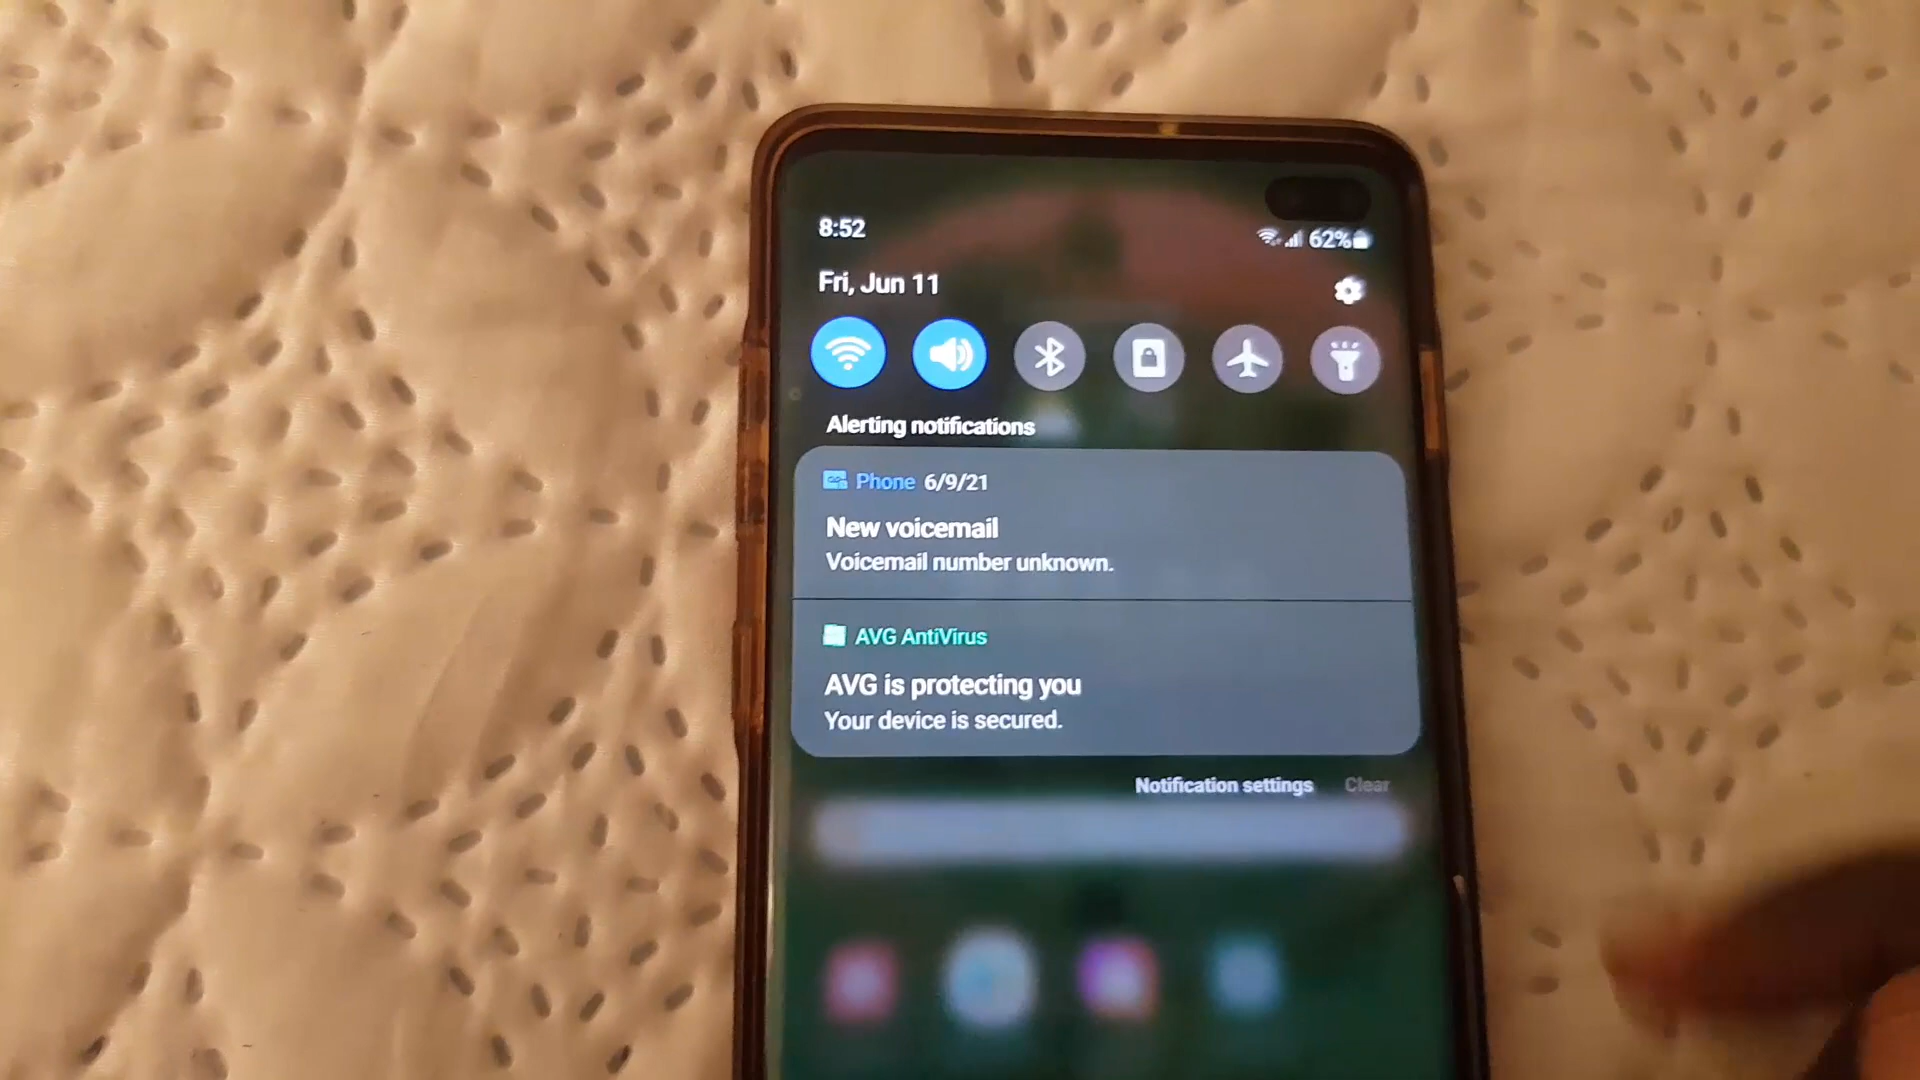 8:52
62%
Fri, Jun 11
Alerting notifications
Phone 6/9/21
New voicemail
Voicemail number unknown.
AVG AntiVirus
AVG is protecting you
Your device is secured.
Notification settings Clear